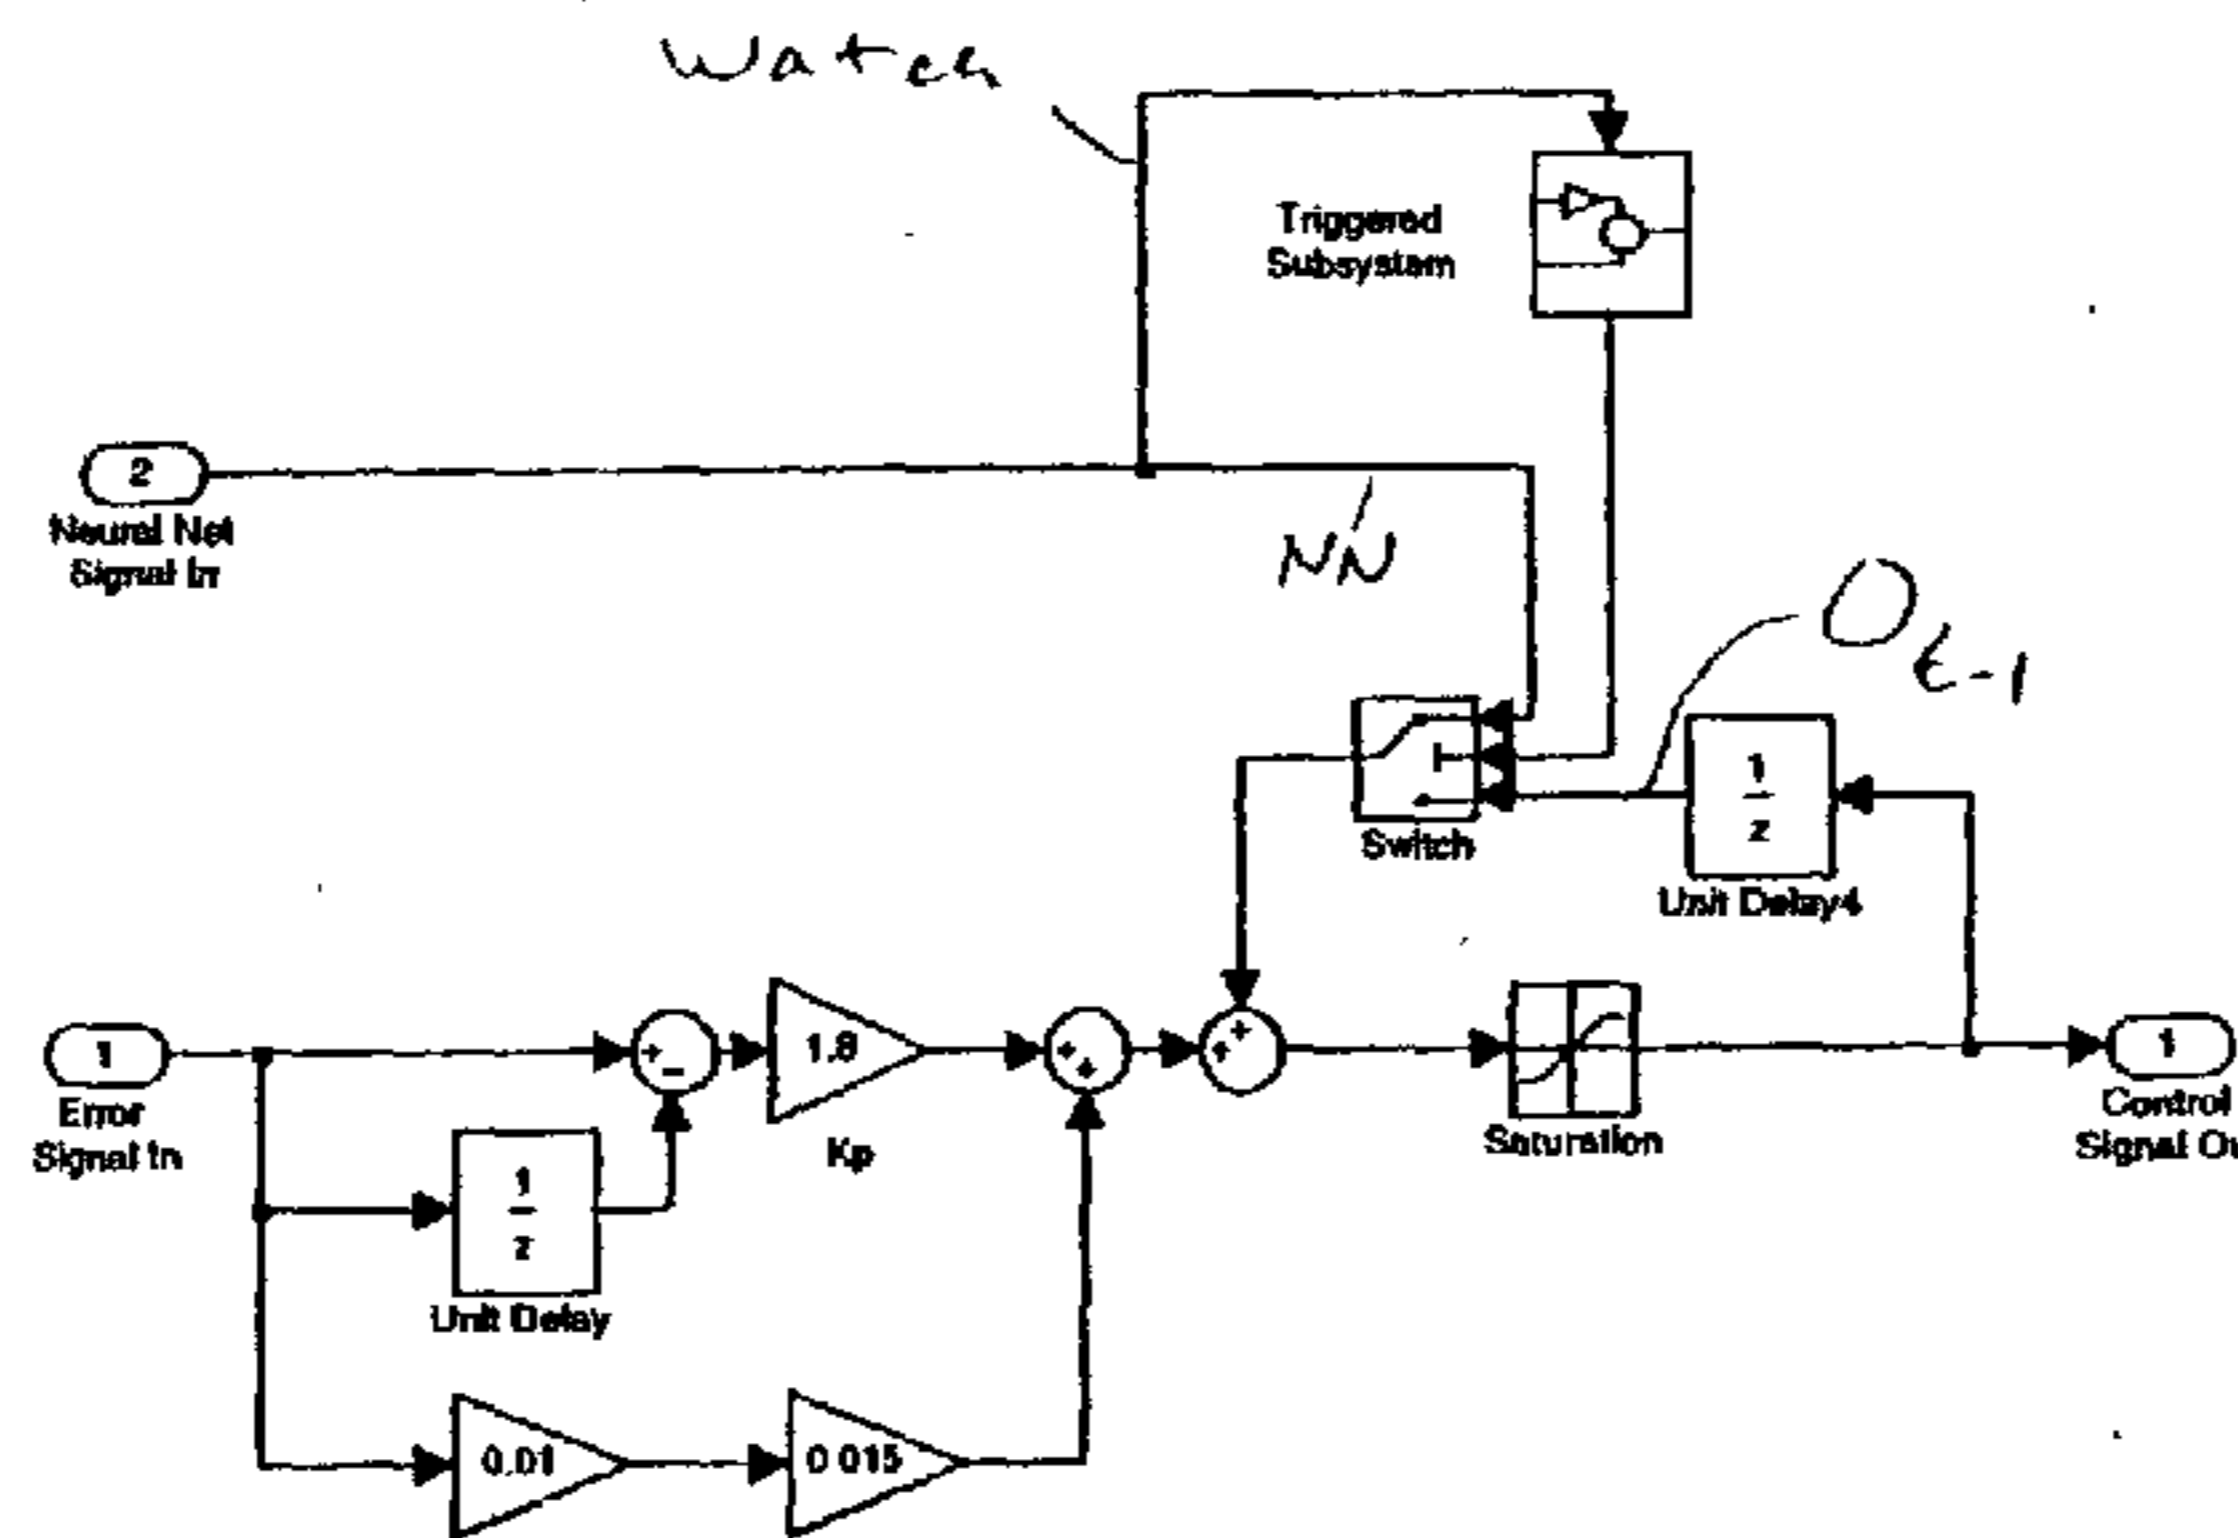 Watch
Triggered
Subsystem
2
Neural Net
Signal In
NN
O t-1
1
z
Switch
Unit Delay4
1
Error
Signal In
+
-
1.8
Kp
+
+
+
+
Saturation
1
Control
Signal Ou
1
z
Unit Delay
0.01
0.015